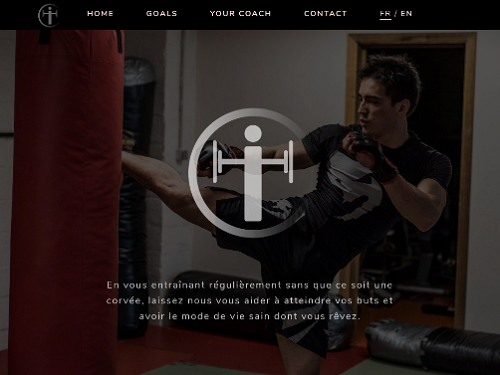 HOME GOALS YOUR COACH CONTACT FR / EN
En vous entraînant régulièrement sans que ce soit une
corvée, laissez nous vous aider à atteindre vos buts et
avoir le mode de vie sain dont vous rêvez.